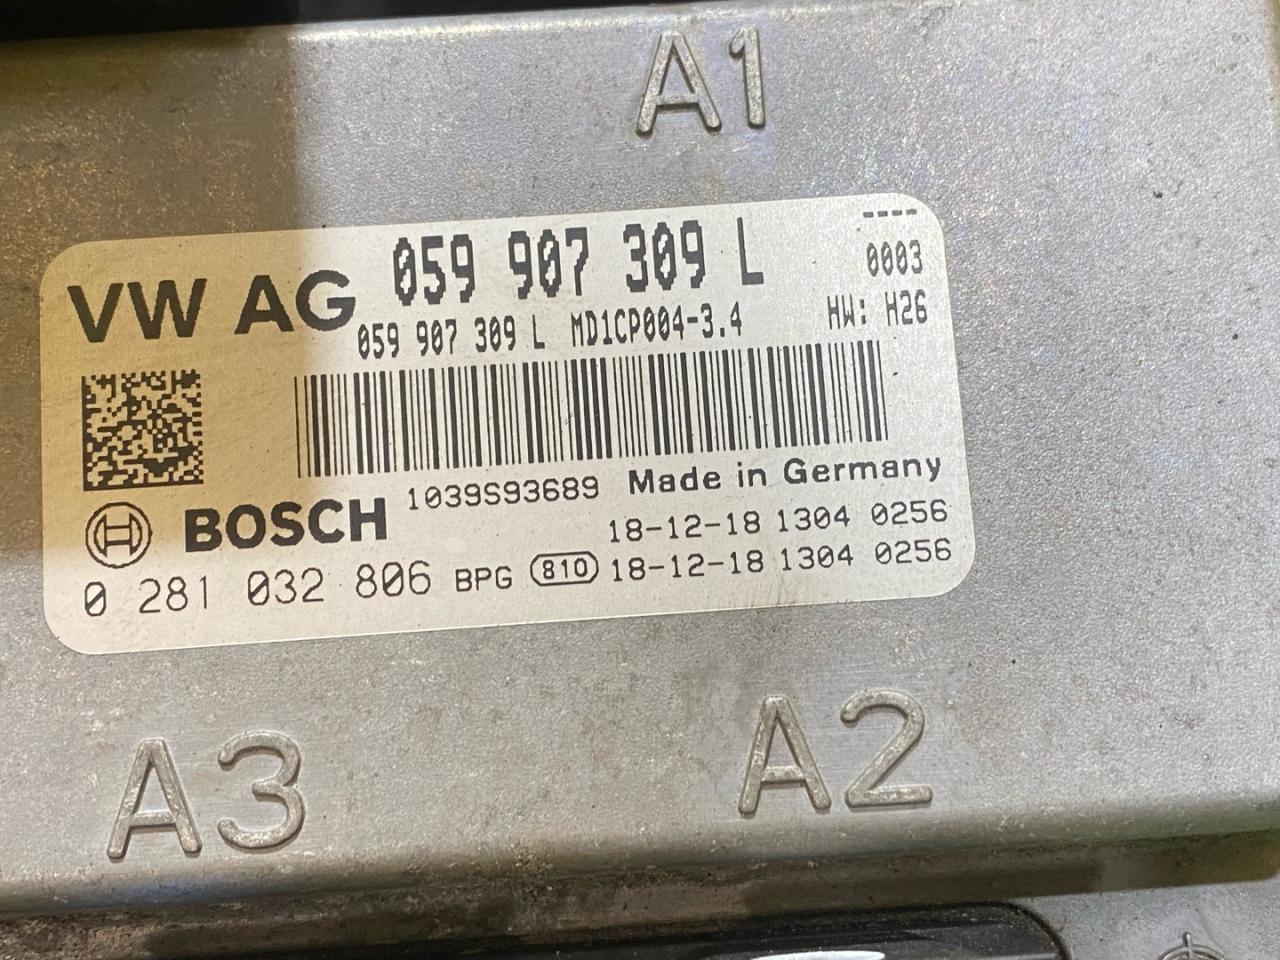 A1
----
VW AG 059 907 309 L 0003
059 907 309 L MD1CP004-3.4 HW: H26
1039S93689 Made in Germany
BOSCH 18-12-18 1304 0256
0 281 032 806 BPG 810 18-12-18 1304 0256
A3 A2